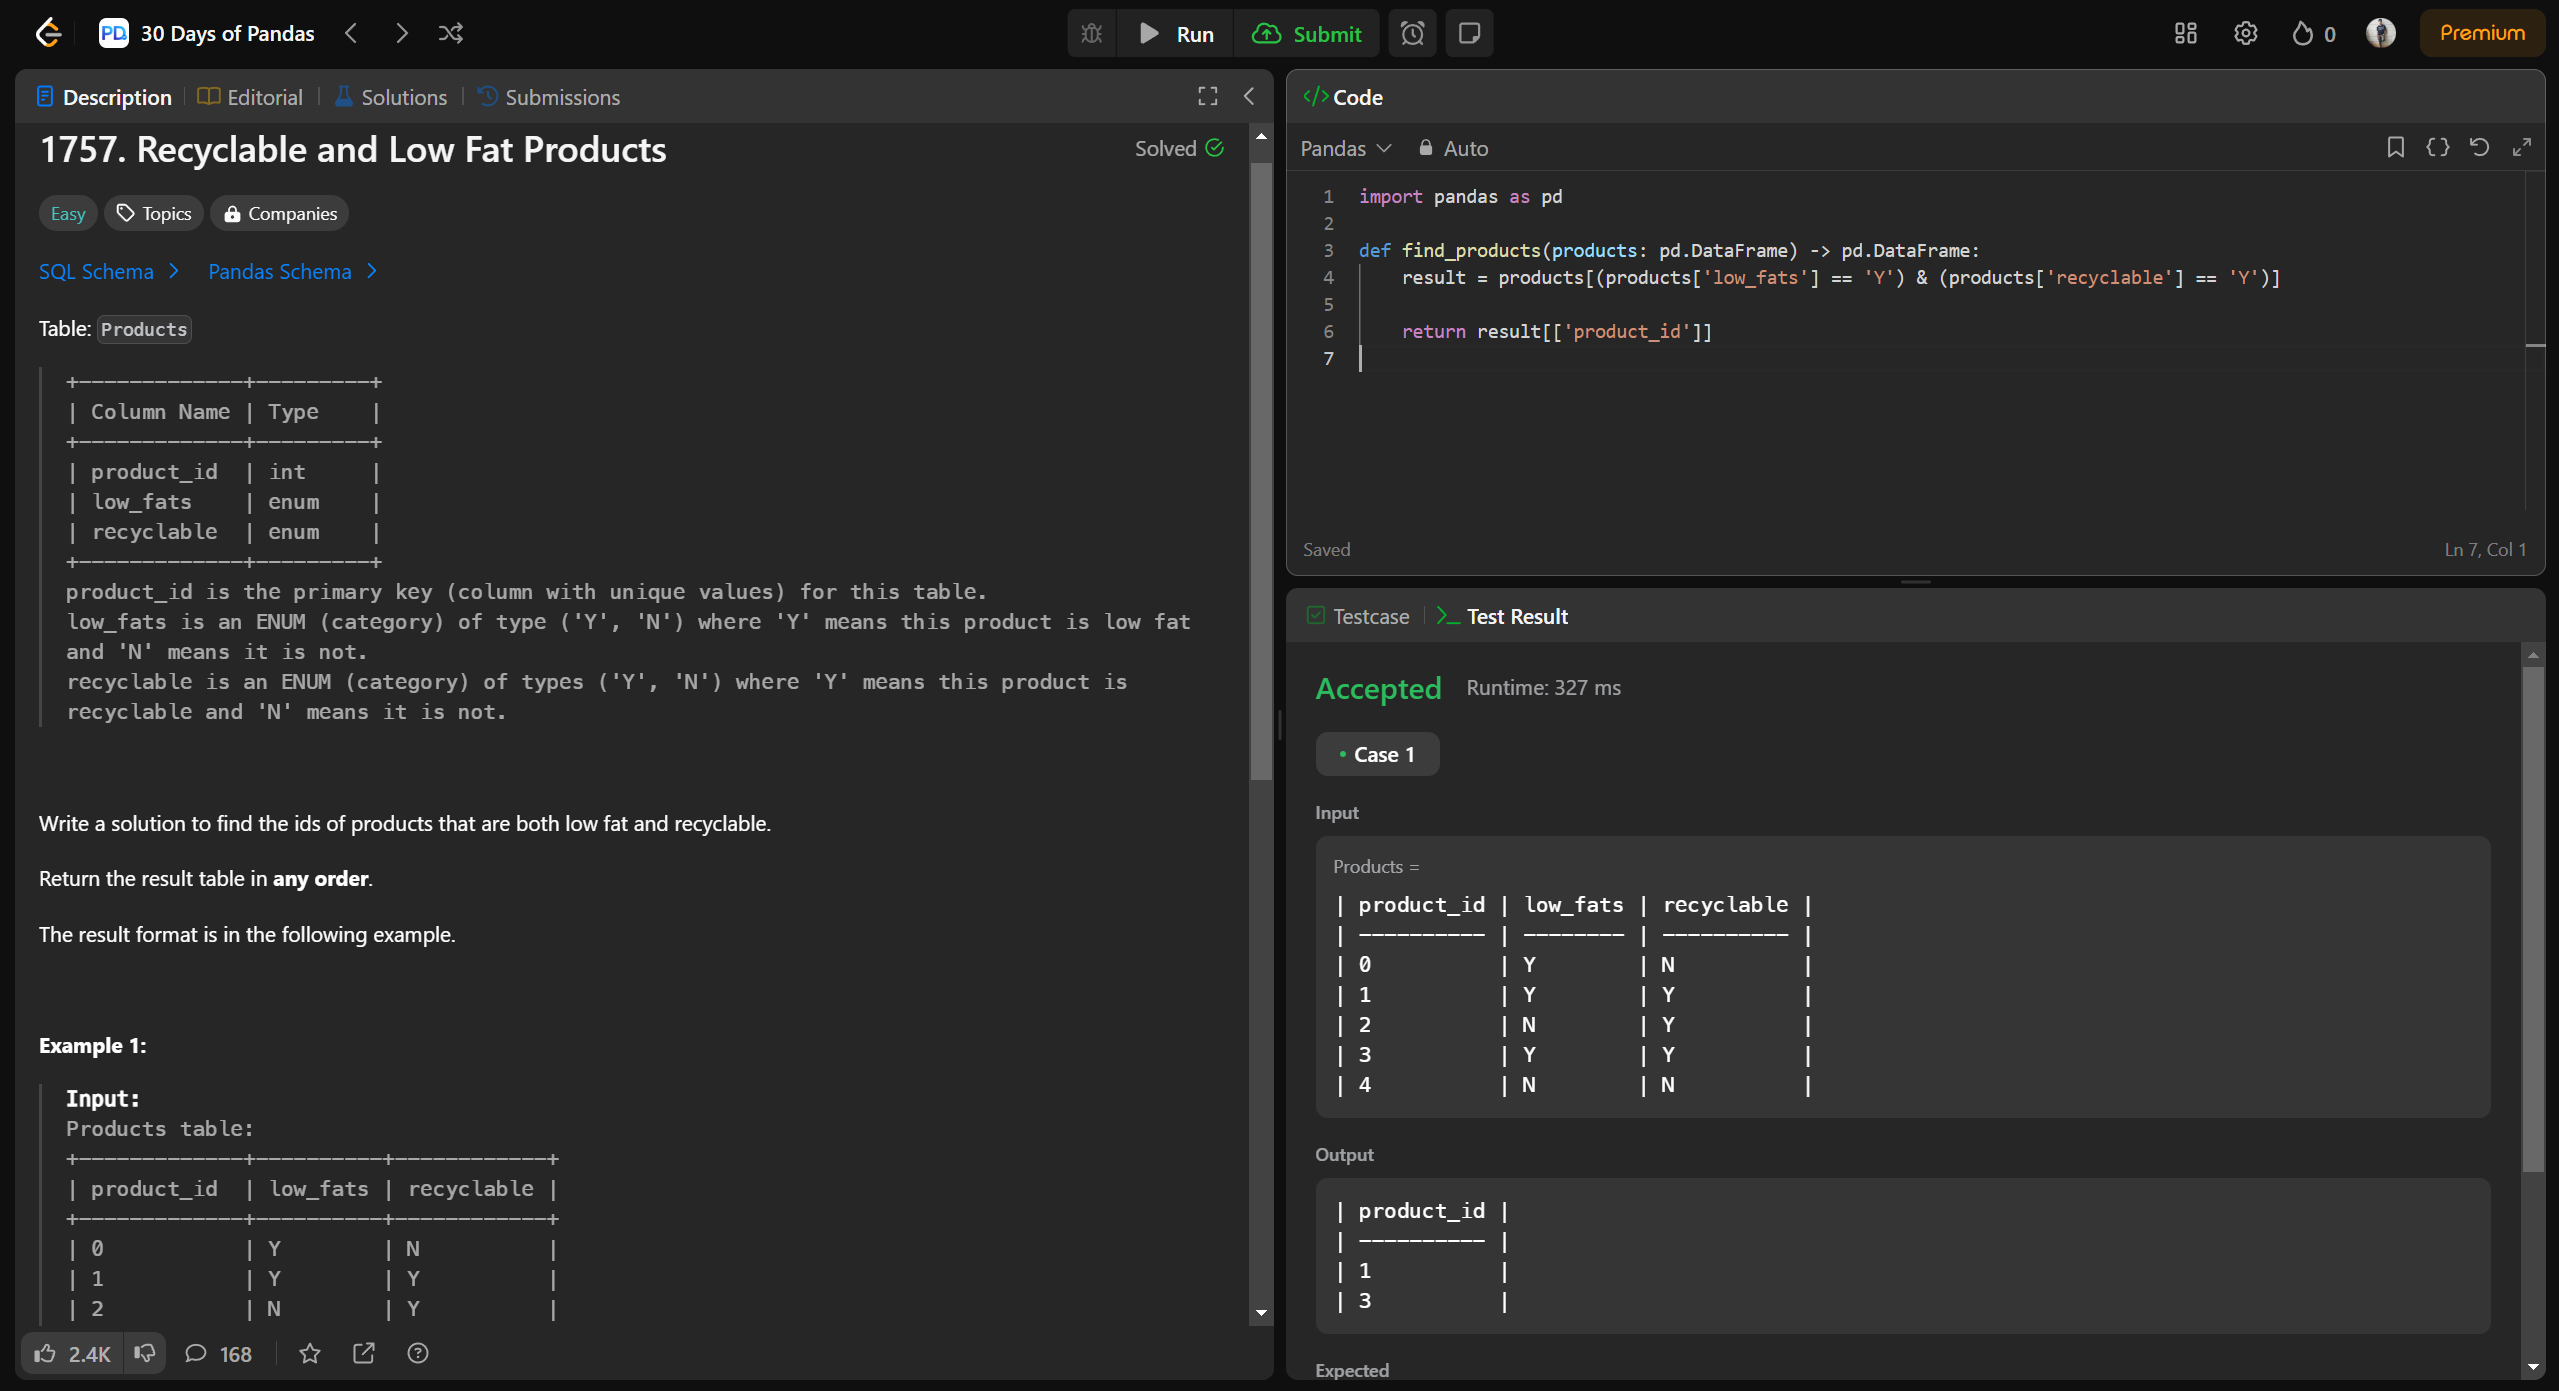 PD 30 Days of Pandas
Run
Submit
0
Premium
Description
Editorial
Solutions
Submissions
1757. Recyclable and Low Fat Products
Solved
Easy
Topics
Companies
SQL Schema
Pandas Schema
Table: Products
+-------------+---------+
| Column Name | Type    |
+-------------+---------+
| product_id  | int     |
| low_fats    | enum    |
| recyclable  | enum    |
+-------------+---------+
product_id is the primary key (column with unique values) for this table.
low_fats is an ENUM (category) of type ('Y', 'N') where 'Y' means this product is low fat
and 'N' means it is not.
recyclable is an ENUM (category) of types ('Y', 'N') where 'Y' means this product is
recyclable and 'N' means it is not.
Write a solution to find the ids of products that are both low fat and recyclable.
Return the result table in any order.
The result format is in the following example.
Example 1:
Input:
Products table:
+-------------+----------+------------+
| product_id  | low_fats | recyclable |
+-------------+----------+------------+
| 0           | Y        | N          |
| 1           | Y        | Y          |
| 2           | N        | Y          |
2.4K
168
Code
Pandas
Auto
1 import pandas as pd
2
3 def find_products(products: pd.DataFrame) -> pd.DataFrame:
4     result = products[(products['low_fats'] == 'Y') & (products['recyclable'] == 'Y')]
5
6     return result[['product_id']]
7
Saved
Ln 7, Col 1
Testcase
Test Result
Accepted
Runtime: 327 ms
Case 1
Input
Products =
| product_id | low_fats | recyclable |
| ---------- | -------- | ---------- |
| 0          | Y        | N          |
| 1          | Y        | Y          |
| 2          | N        | Y          |
| 3          | Y        | Y          |
| 4          | N        | N          |
Output
| product_id |
| ---------- |
| 1          |
| 3          |
Expected